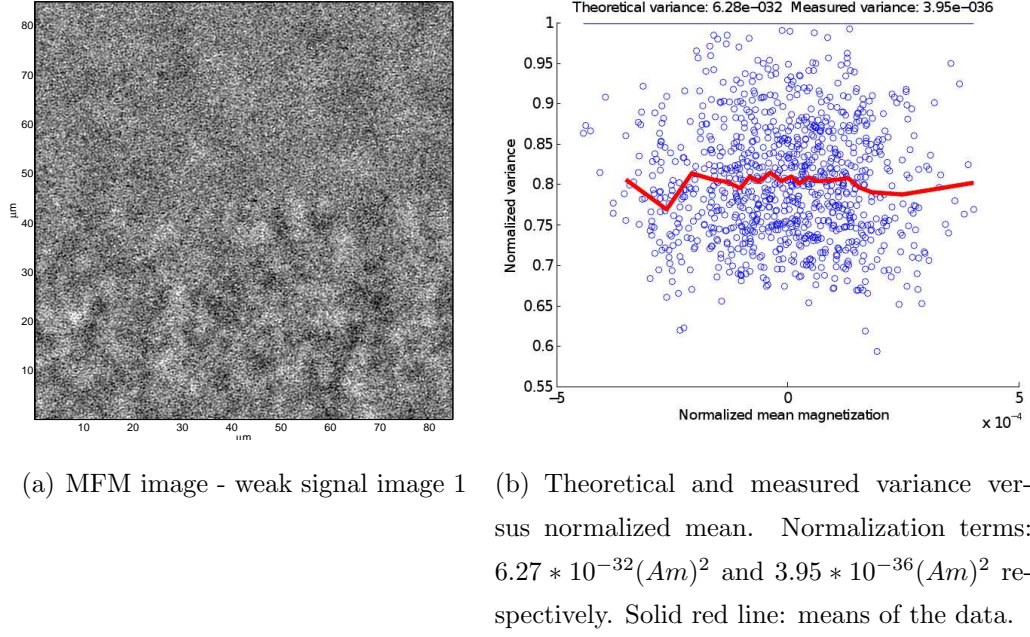 Theoretical variance: 6.28e−032 Measured variance: 3.95e−036
80
70
60
50
40
30
20
10
μm
10 20 30 40 50 60 70 80
μm
1
0.95
0.9
0.85
0.8
0.75
0.7
0.65
0.6
0.55
Normalized variance
−5 0 5
Normalized mean magnetization
x 10⁻⁴
(a) MFM image - weak signal image 1
(b) Theoretical and measured variance ver-
sus normalized mean. Normalization terms:
6.27 ∗ 10⁻³²(Am)² and 3.95 ∗ 10⁻³⁶(Am)² re-
spectively. Solid red line: means of the data.